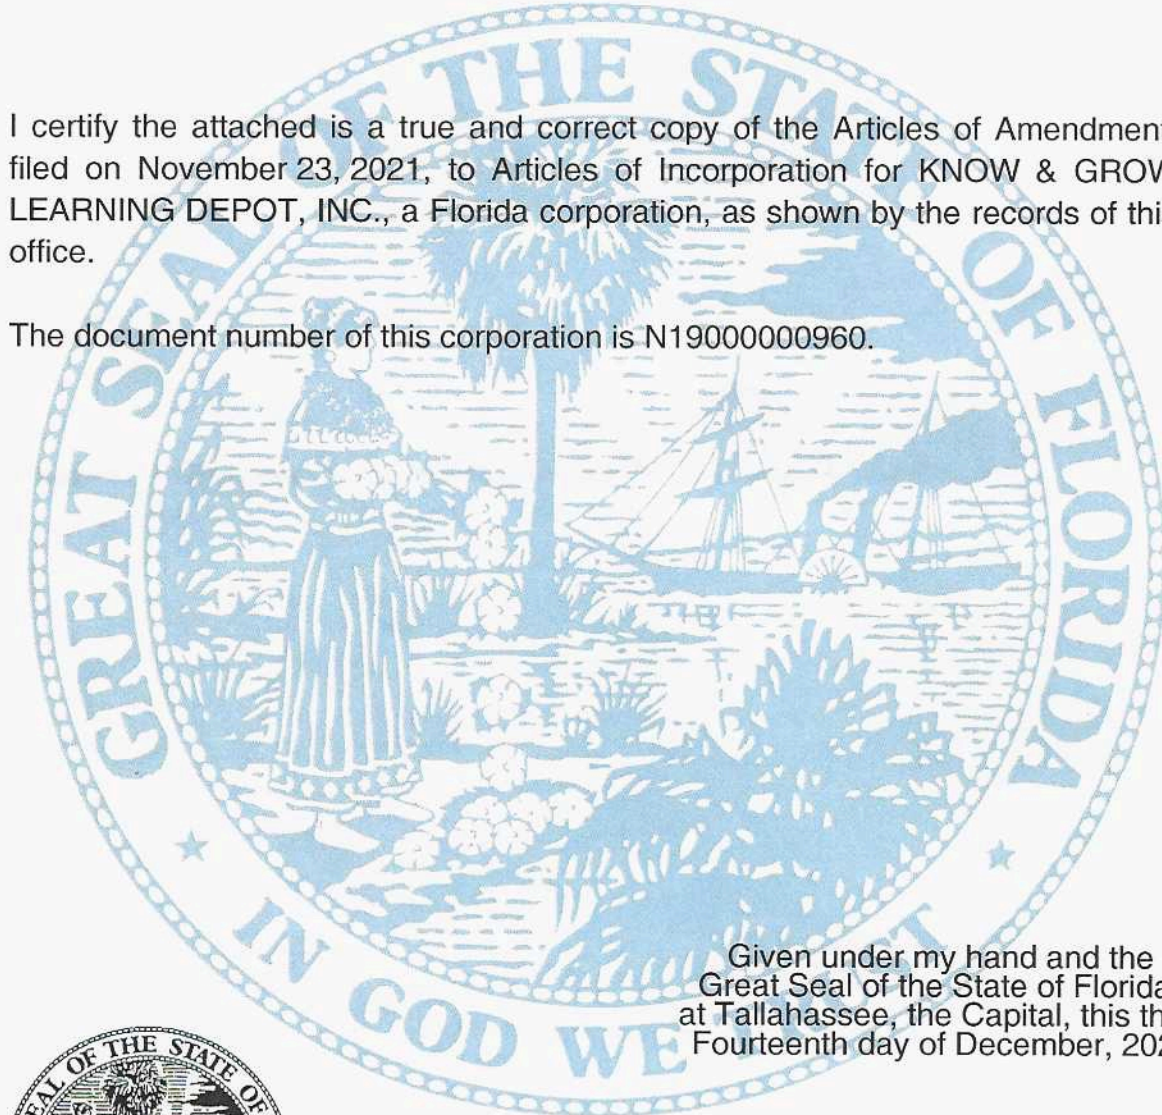 I certify the attached is a true and correct copy of the Articles of Amendment
filed on November 23, 2021, to Articles of Incorporation for KNOW & GROW
LEARNING DEPOT, INC., a Florida corporation, as shown by the records of thi
office.
The document number of this corporation is N19000000960.
GREAT SEAL OF THE STATE OF FLORIDA
IN GOD WE TRUST
Given under my hand and the
Great Seal of the State of Florida
at Tallahassee, the Capital, this th
Fourteenth day of December, 202
OF THE STATE OF